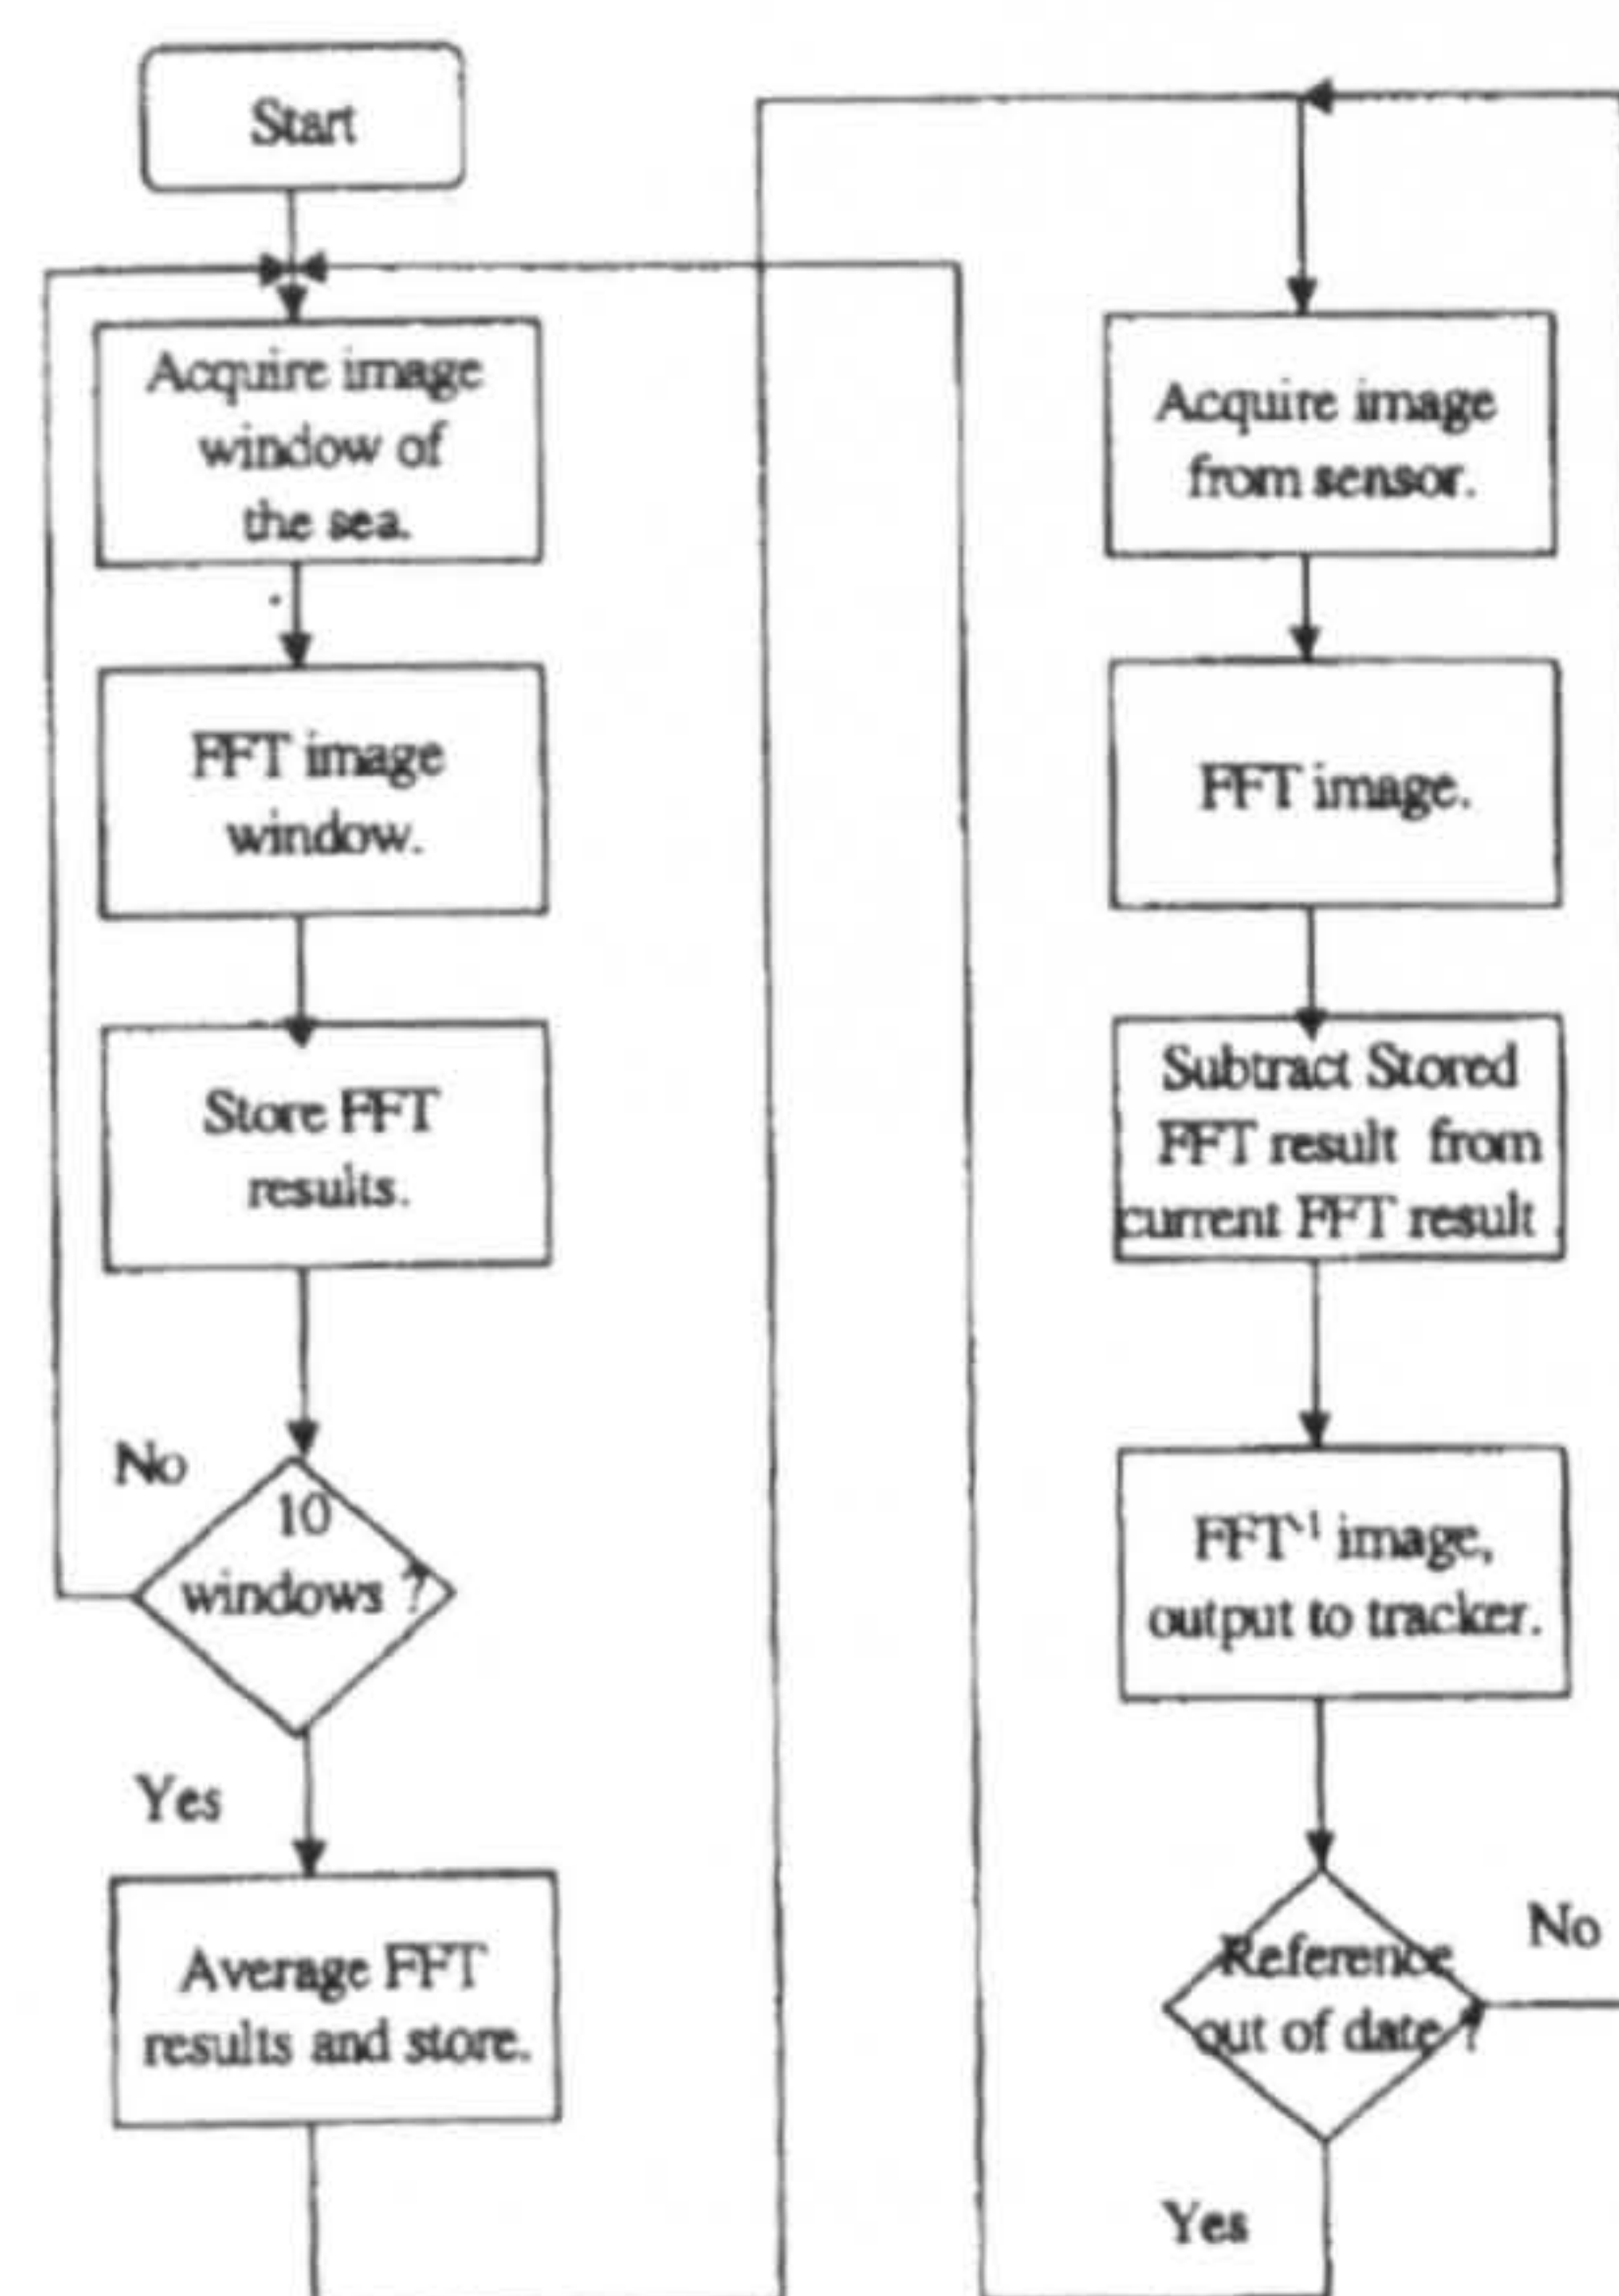 Start
Acquire image
window of
the sea.
FFT image
window.
Store FFT
results.
No
10
windows ?
Yes
Average FFT
results and store.
Acquire image
from sensor.
FFT image.
Subtract Stored
FFT result from
current FFT result .
FFT⁻¹ image,
output to tracker.
Reference
out of date ?
No
Yes